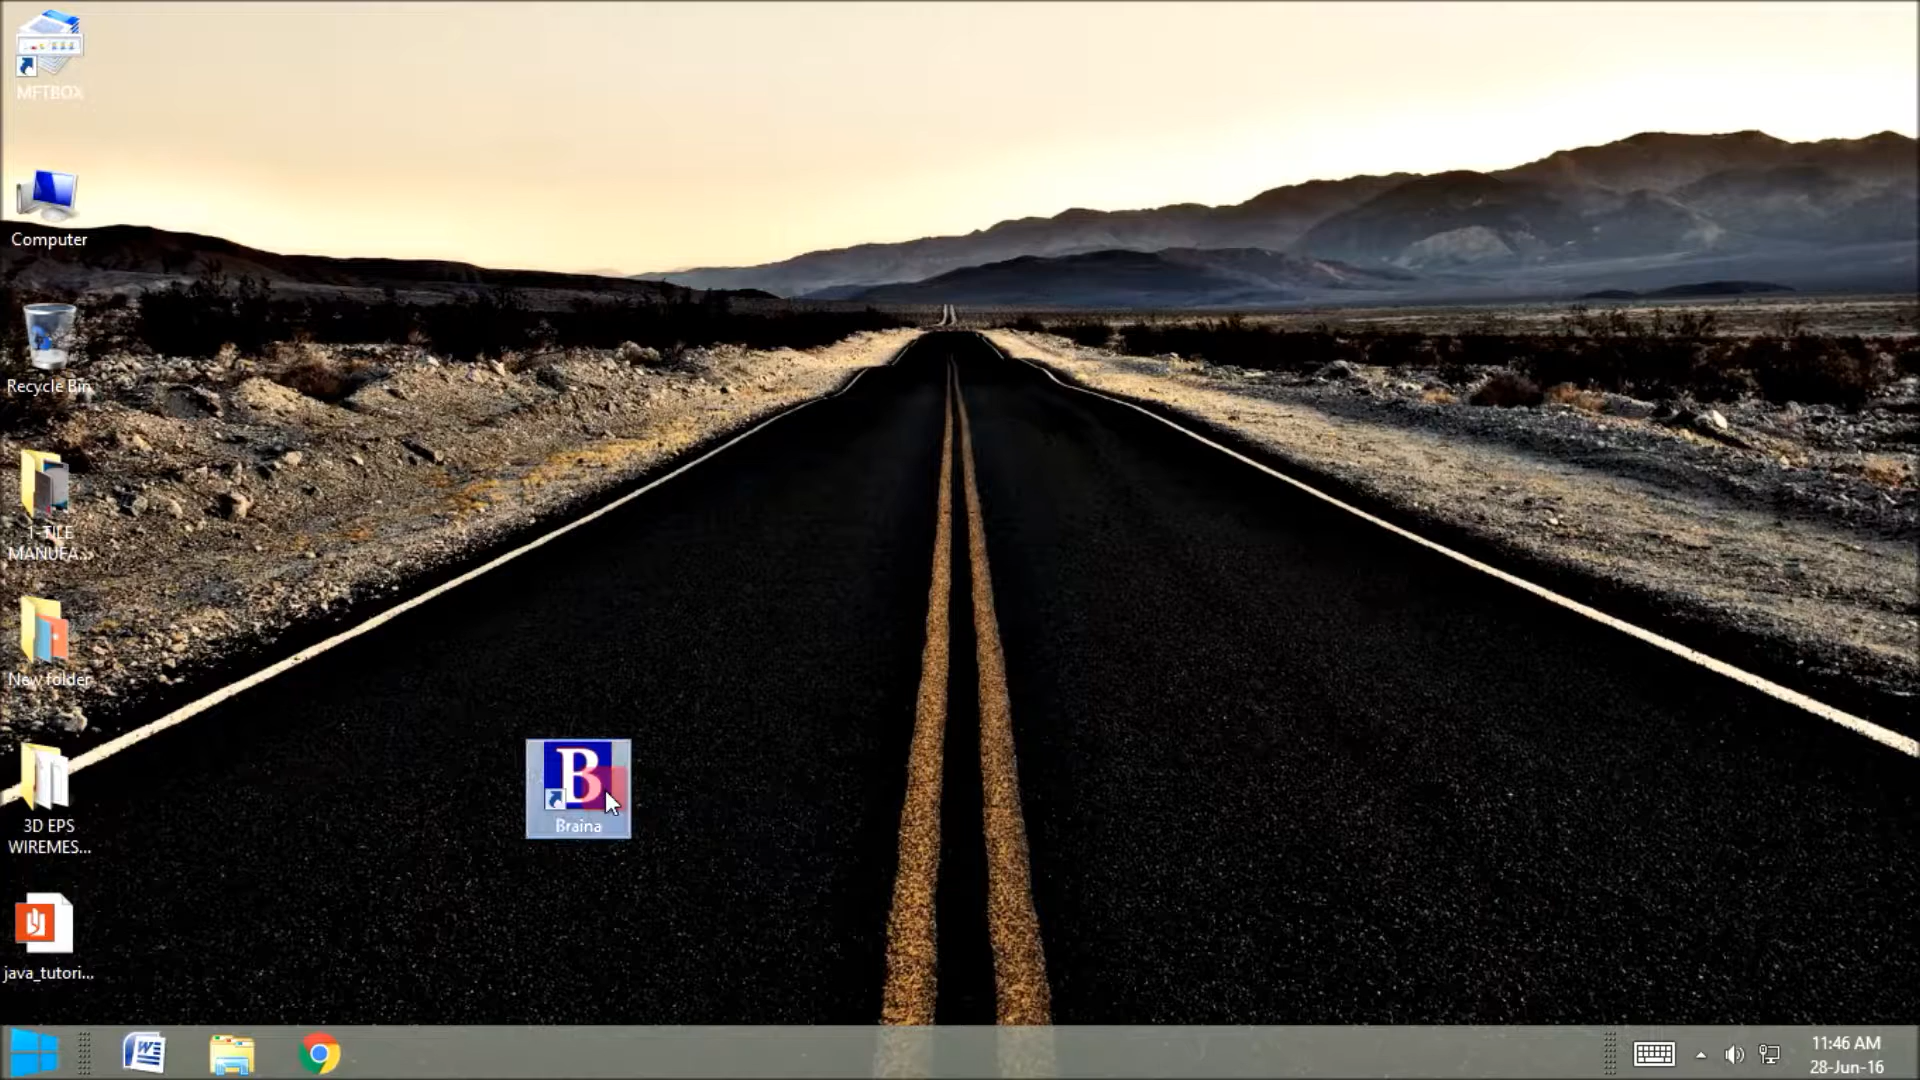 MFTBOX
Computer
Recycle Bin
1-TILE
MANUFA...
New folder
3D EPS
WIREMES...
java_tutori...
B
Braina
W
11:46 AM
28-Jun-16